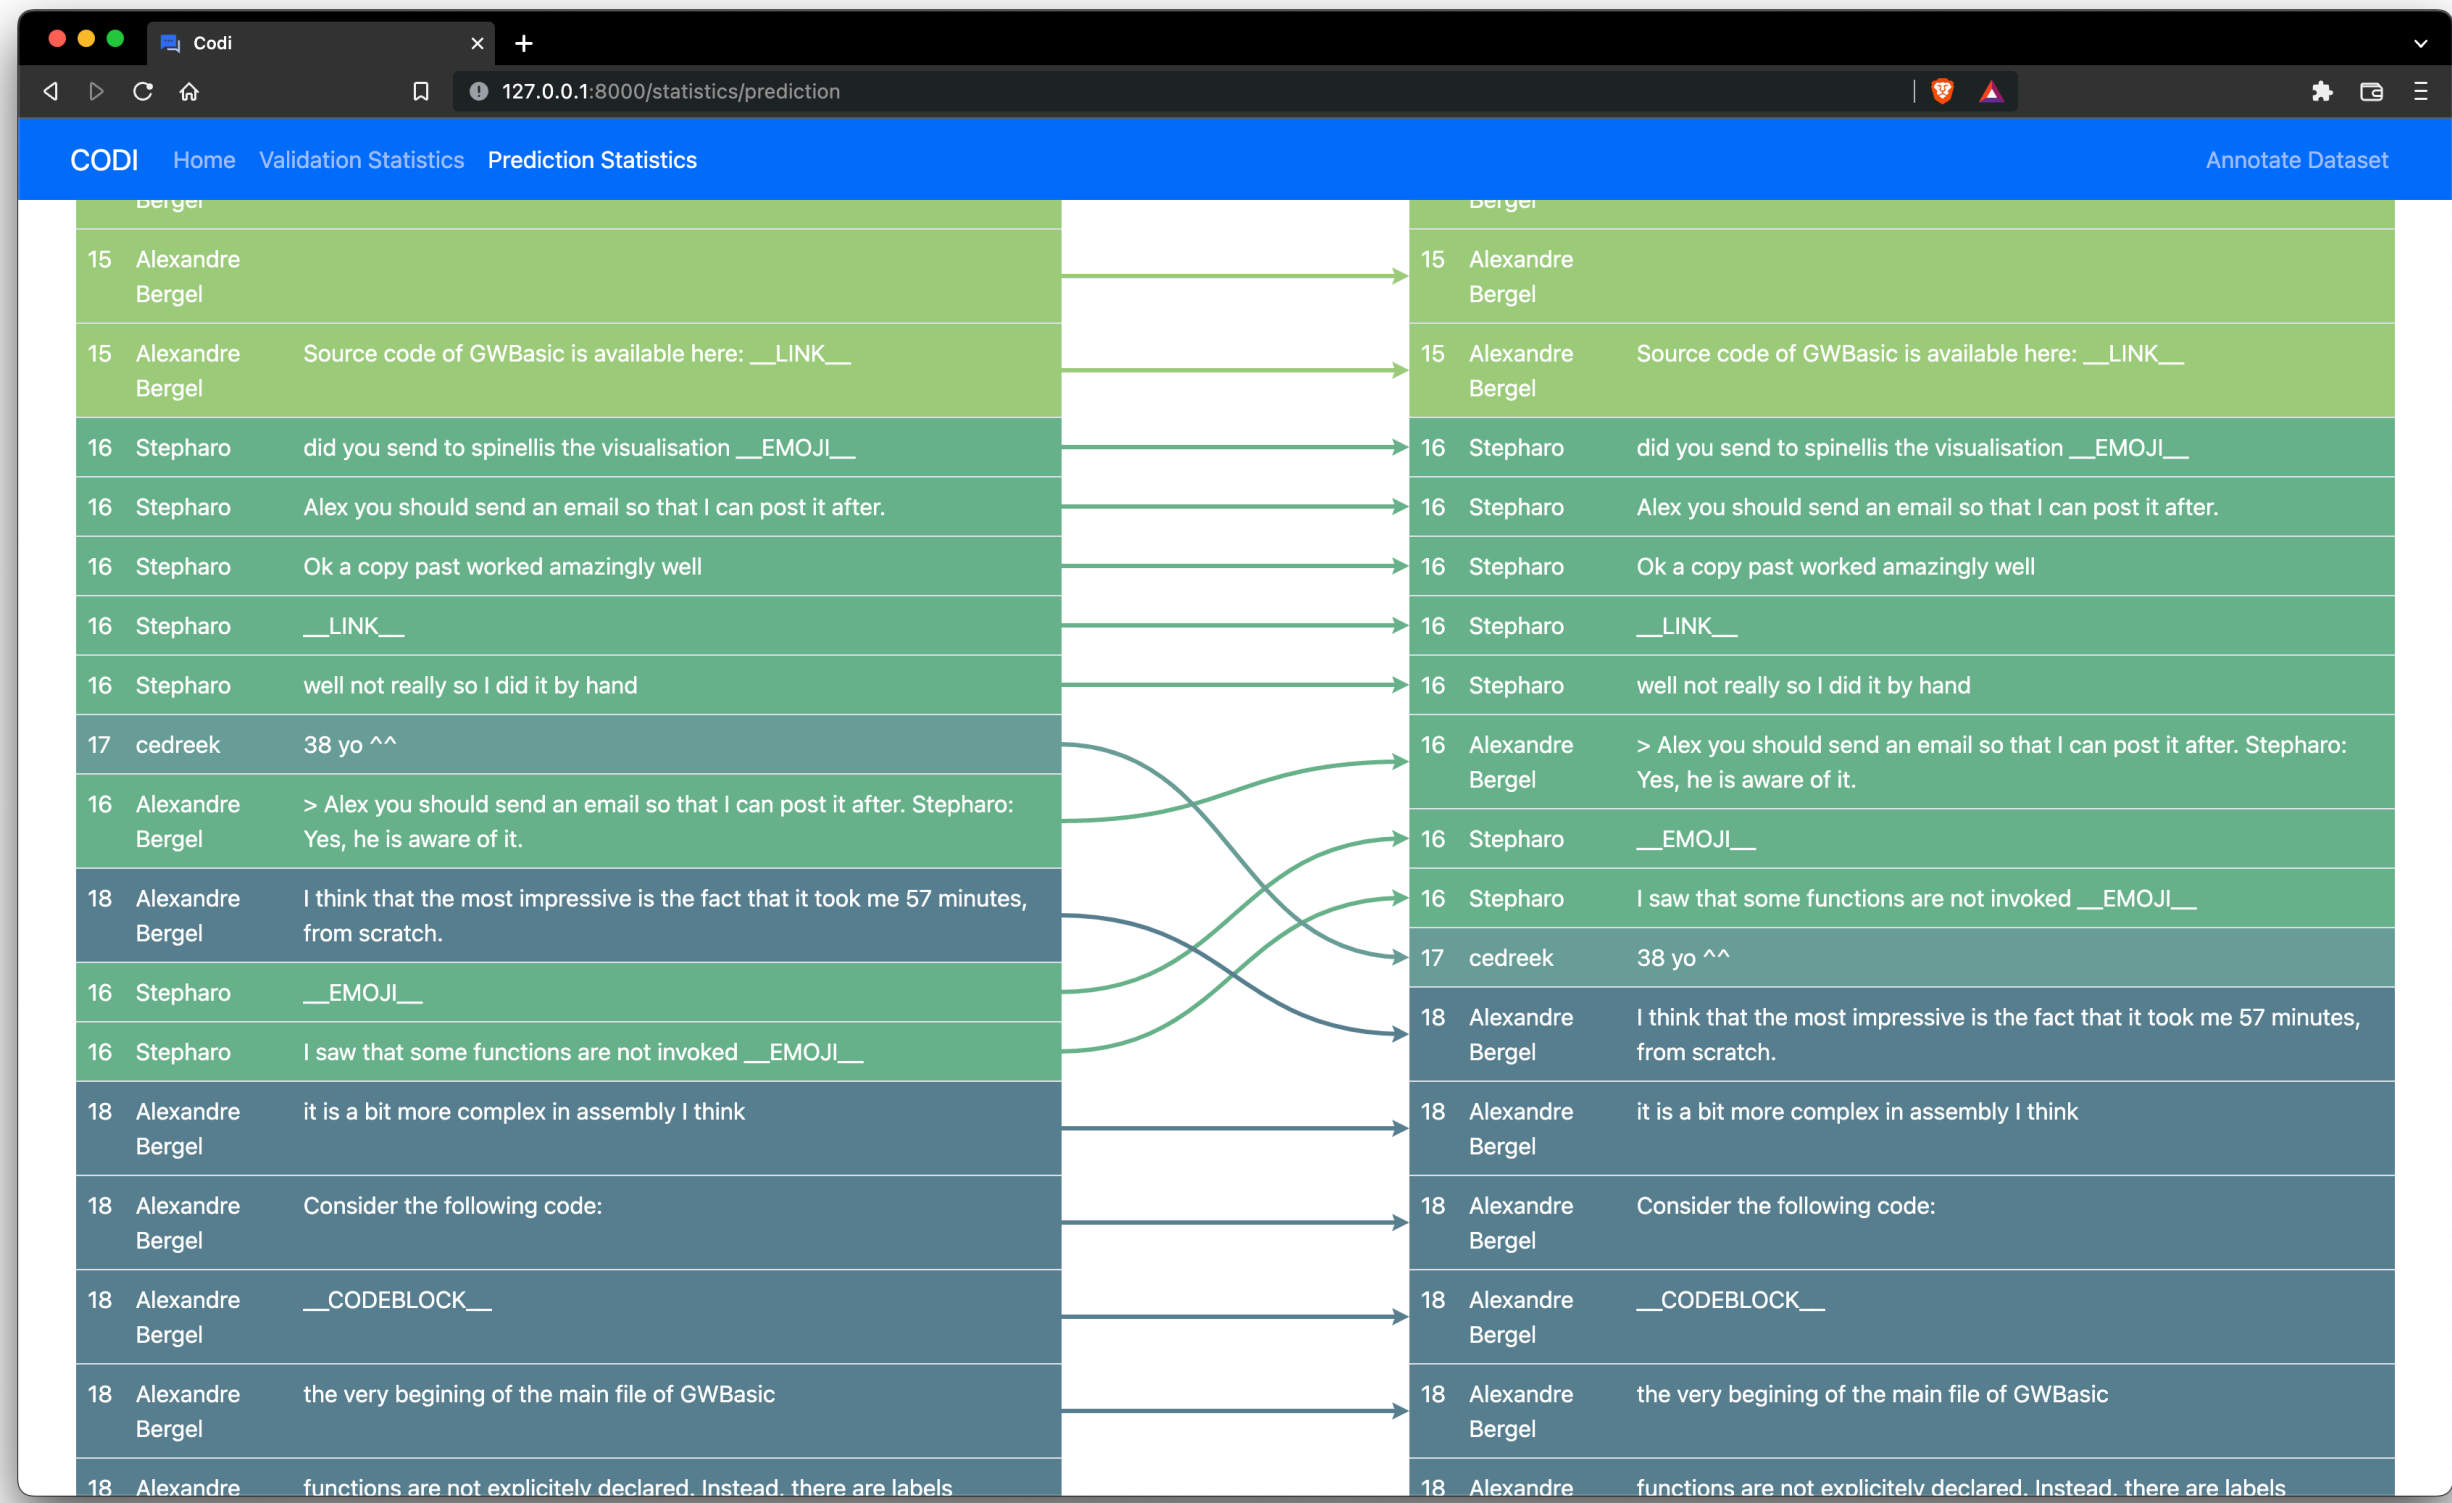 Codi
127.0.0.1:8000/statistics/prediction
CODI Home Validation Statistics Prediction Statistics Annotate Dataset
Bergel
15 Alexandre
Bergel
15 Alexandre Source code of GWBasic is available here: __LINK__
Bergel
16 Stepharo did you send to spinellis the visualisation __EMOJI__
16 Stepharo Alex you should send an email so that I can post it after.
16 Stepharo Ok a copy past worked amazingly well
16 Stepharo __LINK__
16 Stepharo well not really so I did it by hand
17 cedreek 38 yo ^^
16 Alexandre > Alex you should send an email so that I can post it after. Stepharo:
Bergel Yes, he is aware of it.
18 Alexandre I think that the most impressive is the fact that it took me 57 minutes,
Bergel from scratch.
16 Stepharo __EMOJI__
16 Stepharo I saw that some functions are not invoked __EMOJI__
18 Alexandre it is a bit more complex in assembly I think
Bergel
18 Alexandre Consider the following code:
Bergel
18 Alexandre __CODEBLOCK__
Bergel
18 Alexandre the very begining of the main file of GWBasic
Bergel
18 Alexandre functions are not explicitely declared. Instead, there are labels
Bergel
15 Alexandre
Bergel
15 Alexandre Source code of GWBasic is available here: __LINK__
Bergel
16 Stepharo did you send to spinellis the visualisation __EMOJI__
16 Stepharo Alex you should send an email so that I can post it after.
16 Stepharo Ok a copy past worked amazingly well
16 Stepharo __LINK__
16 Stepharo well not really so I did it by hand
16 Alexandre > Alex you should send an email so that I can post it after. Stepharo:
Bergel Yes, he is aware of it.
16 Stepharo __EMOJI__
16 Stepharo I saw that some functions are not invoked __EMOJI__
17 cedreek 38 yo ^^
18 Alexandre I think that the most impressive is the fact that it took me 57 minutes,
Bergel from scratch.
18 Alexandre it is a bit more complex in assembly I think
Bergel
18 Alexandre Consider the following code:
Bergel
18 Alexandre __CODEBLOCK__
Bergel
18 Alexandre the very begining of the main file of GWBasic
Bergel
18 Alexandre functions are not explicitely declared. Instead, there are labels